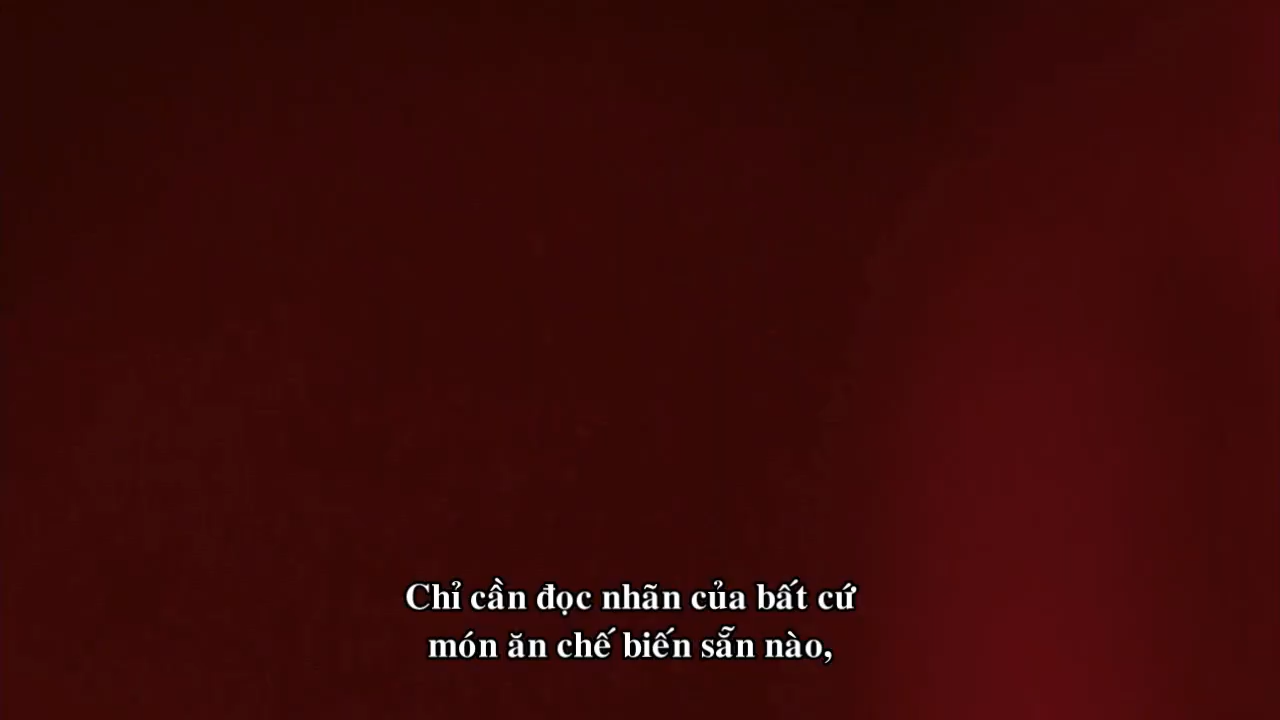 Chỉ cần đọc nhãn của bất cứ
món ăn chế biến sẵn nào,